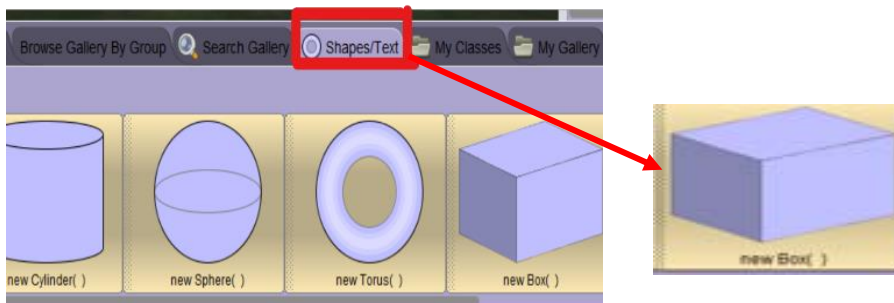 Browse Gallery By Group Search Gallery Shapes/Text My Classes My Gallery
new Cylinder( ) new Sphere( ) new Torus( ) new Box( )
new Box( )